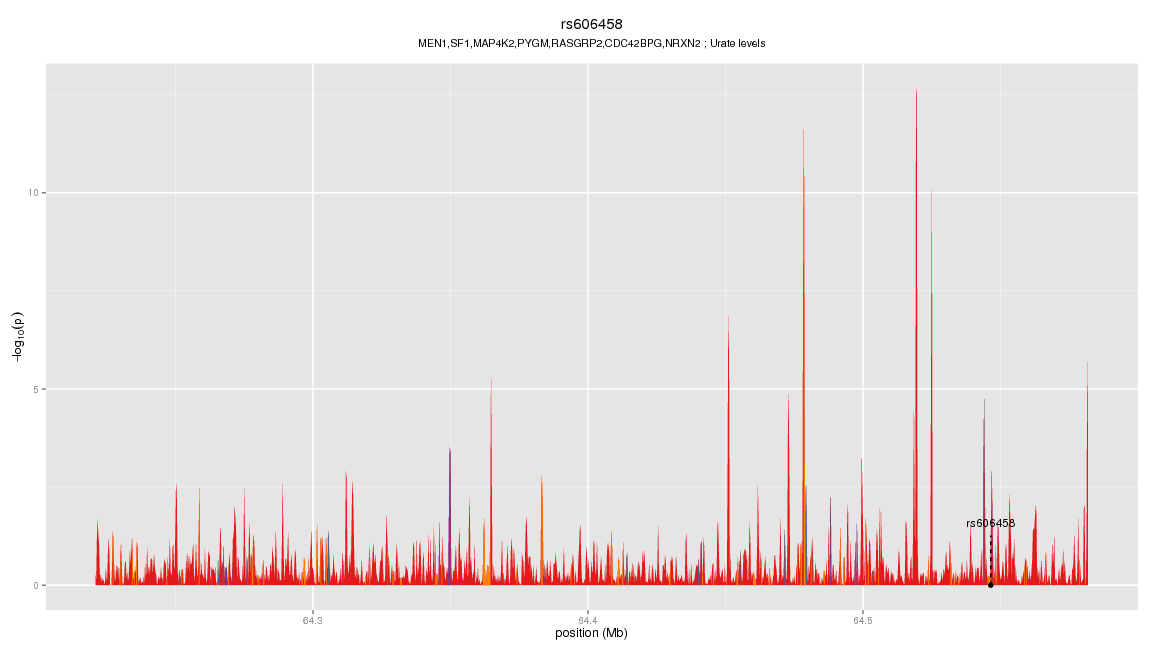 rs606458
MEN1,SF1,MAP4K2,PYGM,RASGRP2,CDC42BPG,NRXN2 ; Urate levels
−log10(p)
10
5
0
rs606458
64.3
64.4
64.5
position (Mb)